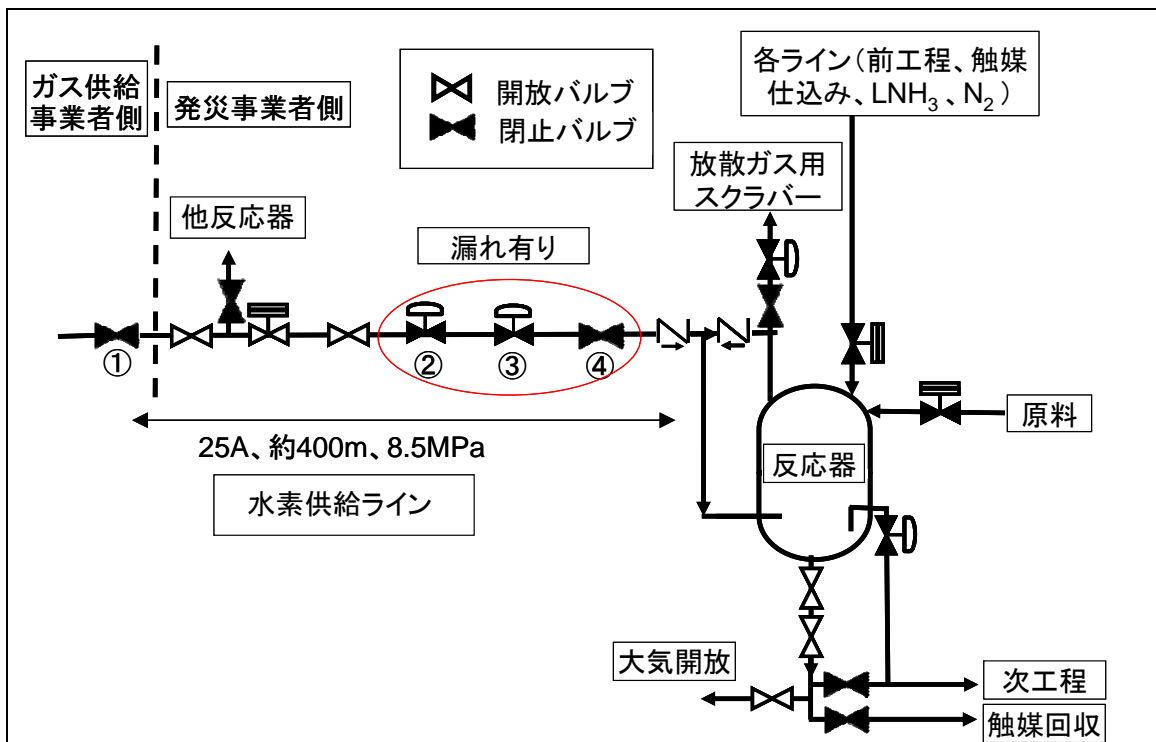 ガス供給
事業者側
発災事業者側
開放バルブ
閉止バルブ
各ライン（前工程、触媒
仕込み、LNH₃、N₂）
放散ガス用
スクラバー
他反応器
漏れ有り
①
②
③
④
25A、約400m、8.5MPa
水素供給ライン
原料
反応器
大気開放
次工程
触媒回収